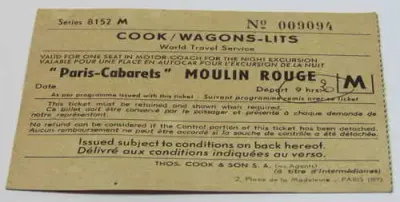 Series 8152 M
Nº 009094
COOK/WAGONS-LITS
World Travel Service
VALID FOR ONE SEAT IN MOTOR-COACH FOR THE NIGHT EXCURSION
VALABLE POUR UNE PLACE EN AUTOCAR POUR L'EXCURSION DE LA NUIT
"Paris-Cabarets" MOULIN ROUGE
M
Date
Départ 9 hrs
As per programme issued with this ticket / Suivant programme remis avec ce ticket
This ticket must be retained and shown when required.
Ce billet doit être conservé par le passager et présenté à chaque demande de
notre représentant.
No refund can be considered if the Control portion of this ticket has been detached.
Aucun remboursement ne peut être accordé si la souche de contrôle a été détachée.
Issued subject to conditions on back hereof.
Délivré aux conditions indiquées au verso.
THOS. COOK & SON S. A. (as Agents)
(à titre d'Intermédiaires)
2, Place de la Madeleine, PARIS (8e)